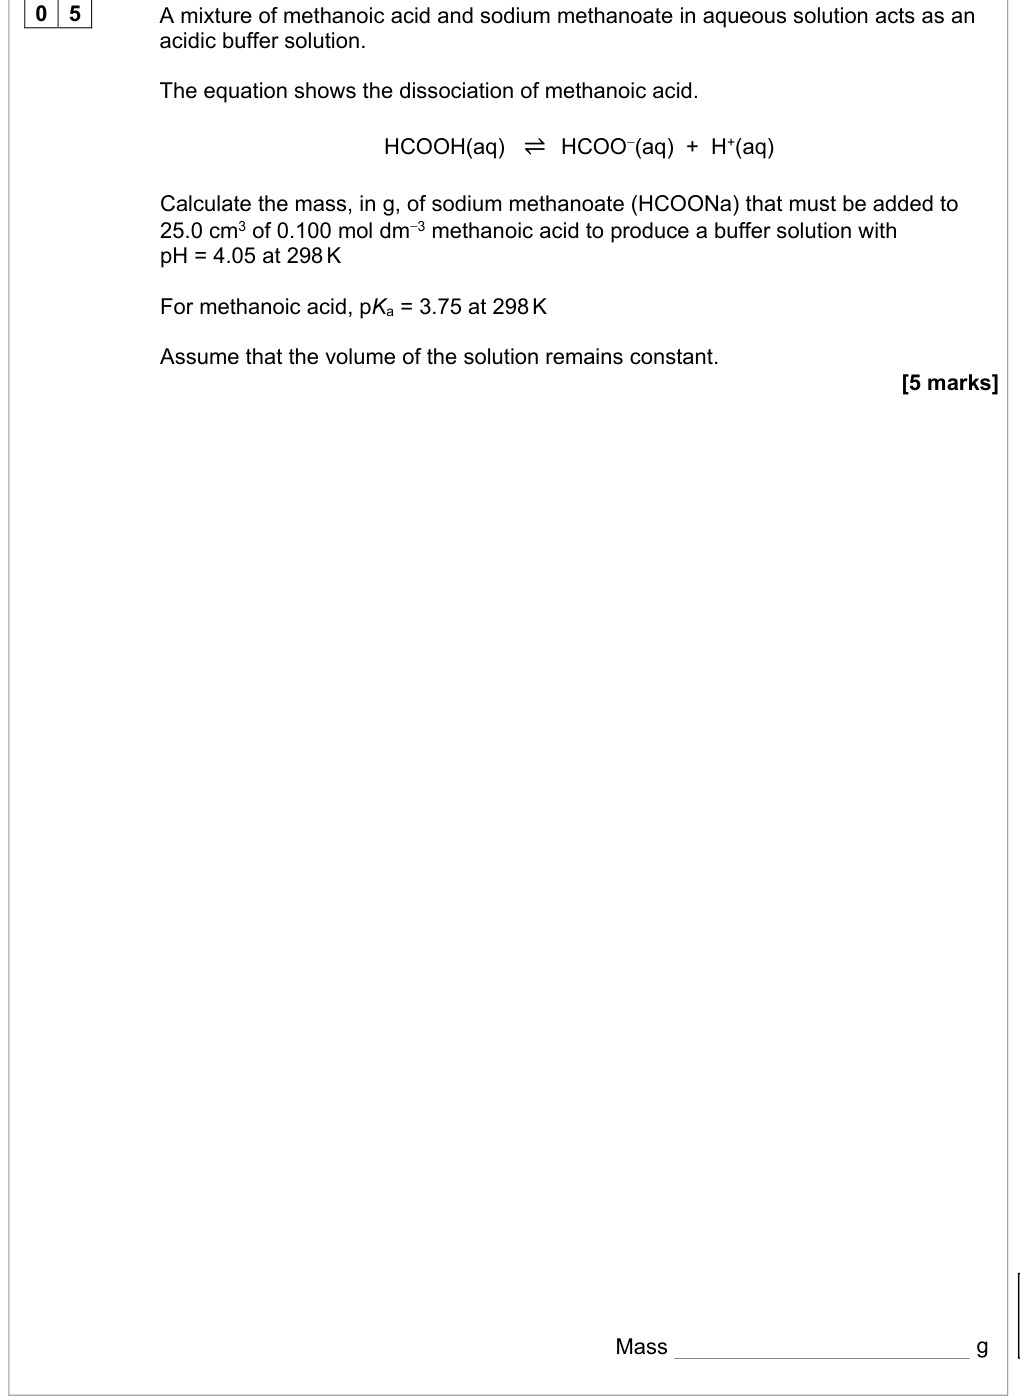 0 5
A mixture of methanoic acid and sodium methanoate in aqueous solution acts as an
acidic buffer solution.
The equation shows the dissociation of methanoic acid.
HCOOH(aq) ⇌ HCOO⁻(aq) + H⁺(aq)
Calculate the mass, in g, of sodium methanoate (HCOONa) that must be added to
25.0 cm³ of 0.100 mol dm⁻³ methanoic acid to produce a buffer solution with
pH = 4.05 at 298 K
For methanoic acid, pKₐ = 3.75 at 298 K
Assume that the volume of the solution remains constant.
[5 marks]
Mass ____________ g